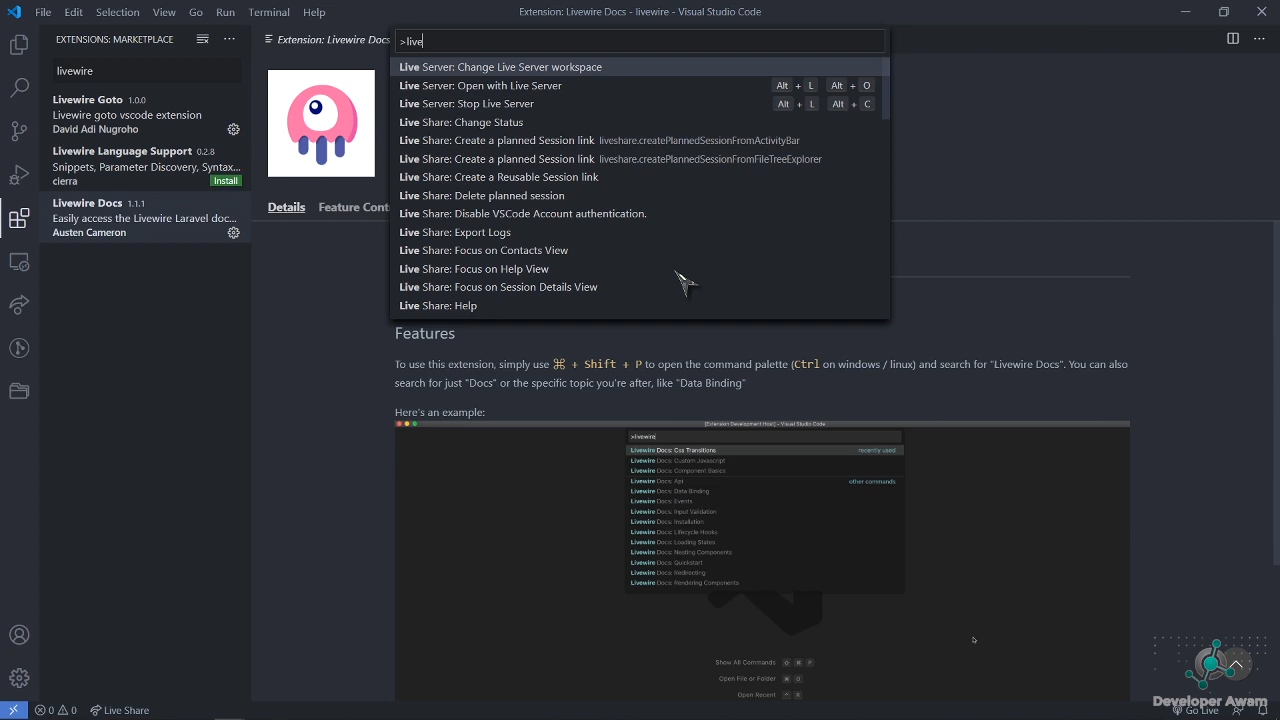 File Edit Selection View Go Run Terminal Help
Extension: Livewire Docs - Livewire - Visual Studio Code
EXTENSIONS: MARKETPLACE
Extension: Livewire Docs
>live
livewire
Livewire Goto 1.0.0
Livewire Goto vscode extension
David Adi Nugroho
Livewire Language Support 0.2.8
Snippets, Parameter Discovery, Syntax...
cierra
Install
Livewire Docs 1.1.1
Easily access the Livewire Laravel doc...
Austen Cameron
Details Feature Cont
Live Server: Change Live Server workspace
Live Server: Open with Live Server Alt + L Alt + O
Live Server: Stop Live Server Alt + L Alt + C
Live Share: Change Status
Live Share: Create a planned Session link liveshare.createPlannedSessionFromActivityBar
Live Share: Create a planned Session link liveshare.createPlannedSessionFromFileTreeExplorer
Live Share: Create a Reusable Session link
Live Share: Delete planned session
Live Share: Disable VSCode Account authentication.
Live Share: Export Logs
Live Share: Focus on Contacts View
Live Share: Focus on Help View
Live Share: Focus on Session Details View
Live Share: Help
Features
To use this extension, simply use ⌘ + Shift + P to open the command palette (Ctrl on windows / linux) and search for "Livewire Docs". You can also
search for just "Docs" or the specific topic you're after, like "Data Binding"
Here's an example:
[Extension Development Host] - Visual Studio Code
>livewire
Livewire Docs: Css Transitions recently used
Livewire Docs: Custom Javascript
Livewire Docs: Component Basics
Livewire Docs: Api other commands
Livewire Docs: Data Binding
Livewire Docs: Events
Livewire Docs: Input Validation
Livewire Docs: Installation
Livewire Docs: Lifecycle Hooks
Livewire Docs: Loading States
Livewire Docs: Nesting Components
Livewire Docs: Quickstart
Livewire Docs: Redirecting
Livewire Docs: Rendering Components
Show All Commands ⇧ ⌘ P
Open File or Folder ⌘ O
Open Recent ^ R
Developer Awam
0 0 Live Share
Go Live